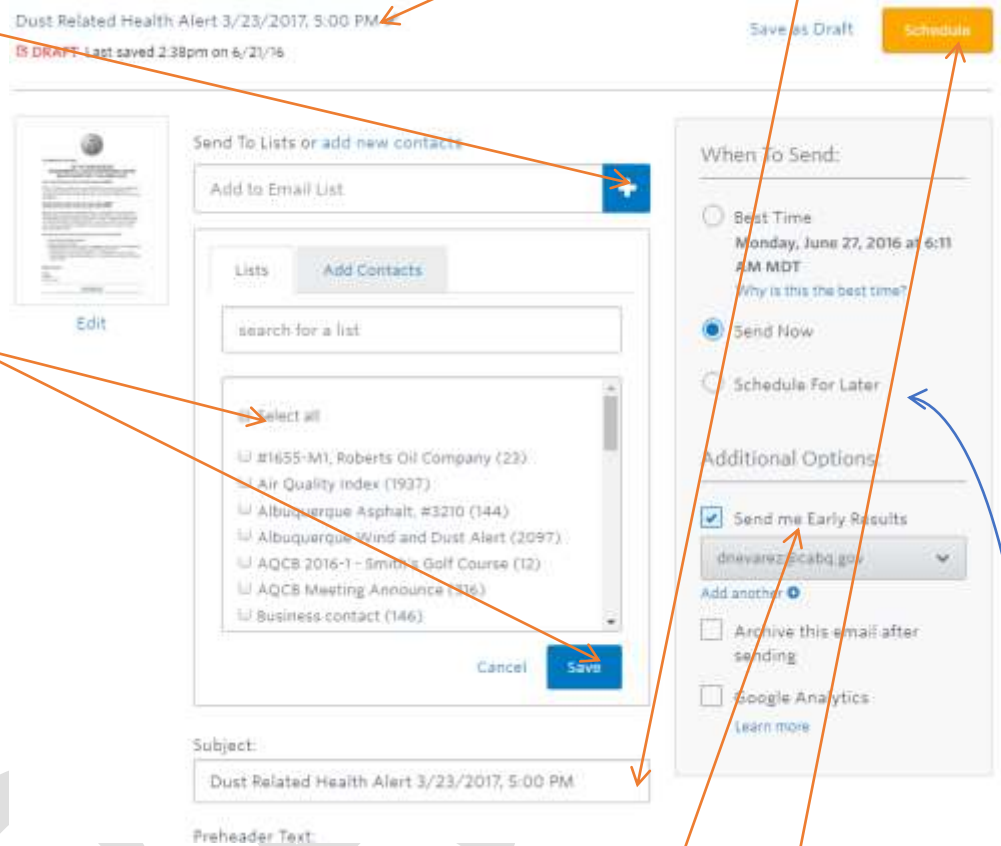 Dust Related Health Alert 3/23/2017, 5:00 PM
DRAFT Last saved 2:38pm on 6/21/16
Save as Draft
Schedule
Edit
Send To Lists or add new contacts
Add to Email List
Lists
Add Contacts
search for a list
Select all
#1655-M1, Roberts Oil Company (23)
Air Quality Index (1937)
Albuquerque Asphalt, #3210 (144)
Albuquerque Wind and Dust Alert (2097)
AQCB 2016-1 - Smith's Golf Course (12)
AQCB Meeting Announce (316)
Business contact (146)
Cancel
Save
Subject:
Dust Related Health Alert 3/23/2017, 5:00 PM
Preheader Text:
When To Send:
Best Time
Monday, June 27, 2016 at 6:11
AM MDT
Why is this the best time?
Send Now
Schedule For Later
Additional Options:
Send me Early Results
dnevarez@cabq.gov
Add another
Archive this email after
sending
Google Analytics
Learn more